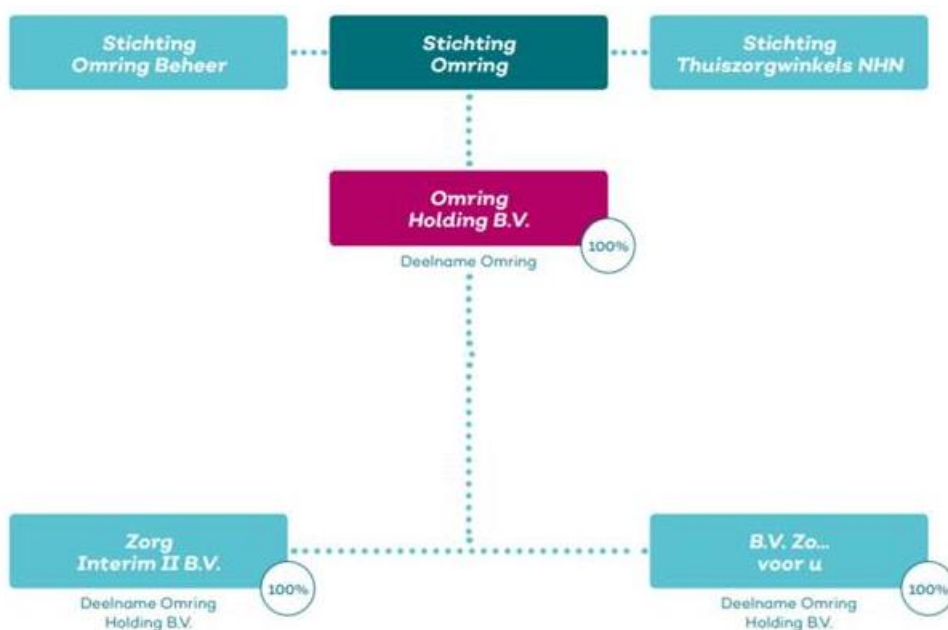 Stichting
Omring Beheer
Stichting
Omring
Stichting
Thuiszorgwinkels NHN
Omring
Holding B.V.
100%
Deelname Omring
Zorg
Interim II B.V.
100%
Deelname Omring
Holding B.V.
B.V. Zo...
voor u
100%
Deelname Omring
Holding B.V.